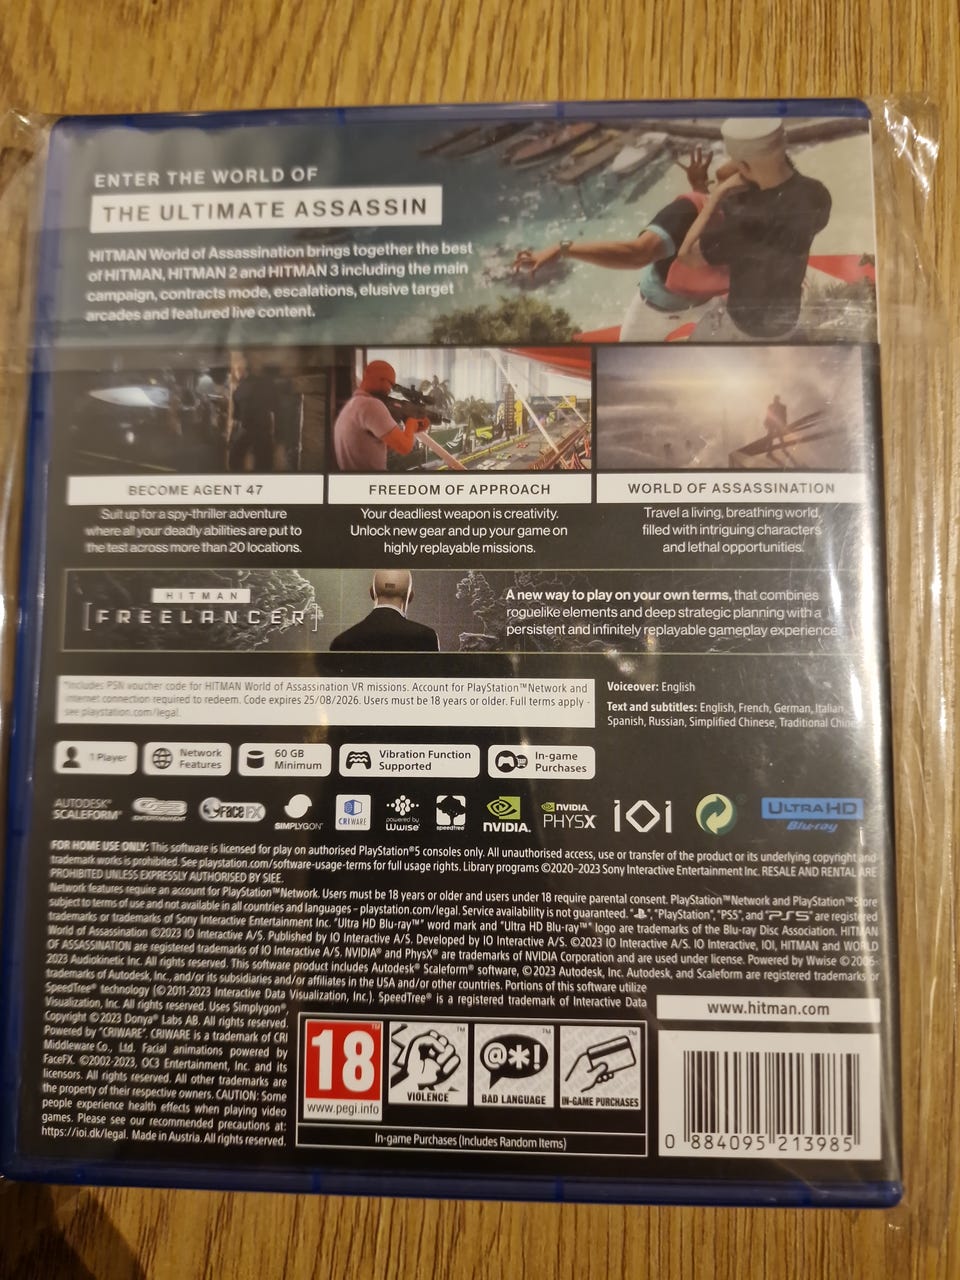 ENTER THE WORLD OF
THE ULTIMATE ASSASSIN
HITMAN World of Assassination brings together the best
of HITMAN, HITMAN 2 and HITMAN 3 including the main
campaign, contracts mode, escalations, elusive target
arcades and featured live content.
BECOME AGENT 47
Suit up for a spy-thriller adventure
where all your deadly abilities are put to
the test across more than 20 locations.
FREEDOM OF APPROACH
Your deadliest weapon is creativity.
Unlock new gear and up your game on
highly replayable missions.
WORLD OF ASSASSINATION
Travel a living, breathing world,
filled with intriguing characters
and lethal opportunities.
HITMAN
[FREELANCER]
A new way to play on your own terms, that combines
roguelike elements and deep strategic planning with a
persistent and infinitely replayable gameplay experience.
*Includes PSN voucher code for HITMAN World of Assassination VR missions. Account for PlayStation™Network and
internet connection required to redeem. Code expires 25/08/2026. Users must be 18 years or older. Full terms apply -
see playstation.com/legal.
Voiceover: English
Text and subtitles: English, French, German, Italian,
Spanish, Russian, Simplified Chinese, Traditional Chinese
1 Player
Network
Features
60 GB
Minimum
Vibration Function
Supported
In-game
Purchases
AUTODESK®
SCALEFORM®
ENTERTAINMENT
FaceFX
SIMPLYGON®
CRIWARE
powered by
Wwise
speedtree
NVIDIA.
NVIDIA.
PHYSX
IOI
ULTRA HD
Blu-ray
FOR HOME USE ONLY: This software is licensed for play on authorised PlayStation®5 consoles only. All unauthorised access, use or transfer of the product or its underlying copyright and
trademark works is prohibited. See playstation.com/software-usage-terms for full usage rights. Library programs ©2020-2023 Sony Interactive Entertainment Inc. RESALE AND RENTAL ARE
PROHIBITED UNLESS EXPRESSLY AUTHORISED BY SIEE.
Network features require an account for PlayStation™Network. Users must be 18 years or older and users under 18 require parental consent. PlayStation™Network and PlayStation™Store
subject to terms of use and not available in all countries and languages – playstation.com/legal. Service availability is not guaranteed. "PS", "PlayStation", "PS5", and "PS5" are registered
trademarks or trademarks of Sony Interactive Entertainment Inc. "Ultra HD Blu-ray™" word mark and "Ultra HD Blu-ray™" logo are trademarks of the Blu-ray Disc Association. HITMAN
World of Assassination ©2023 IO Interactive A/S. Published by IO Interactive A/S. Developed by IO Interactive A/S. ©2023 IO Interactive A/S. IO Interactive, IOI, HITMAN and WORLD
OF ASSASSINATION are registered trademarks of IO Interactive A/S. NVIDIA® and PhysX® are trademarks of NVIDIA Corporation and are used under license. Powered by Wwise © 2006-
2023 Audiokinetic Inc. All rights reserved. This software product includes Autodesk® Scaleform® software, © 2023 Autodesk, Inc. Autodesk, and Scaleform are registered trademarks or
trademarks of Autodesk, Inc., and/or its subsidiaries and/or affiliates in the USA and/or other countries. Portions of this software utilize
SpeedTree® technology (©2011-2023 Interactive Data Visualization, Inc.). SpeedTree® is a registered trademark of Interactive Data
Visualization, Inc. All rights reserved. Uses Simplygon®,
Copyright © 2023 Donya® Labs AB. All rights reserved.
Powered by "CRIWARE". CRIWARE is a trademark of CRI
Middleware Co., Ltd. Facial animations powered by
FaceFX. ©2002-2023, OC3 Entertainment, Inc. and its
licensors. All rights reserved. All other trademarks are
the property of their respective owners. CAUTION: Some
people experience health effects when playing video
games. Please see our recommended precautions at:
https://ioi.dk/legal. Made in Austria. All rights reserved.
18
www.pegi.info
VIOLENCE
@*!
BAD LANGUAGE
IN-GAME PURCHASES
In-game Purchases (Includes Random Items)
www.hitman.com
0 884095 213985